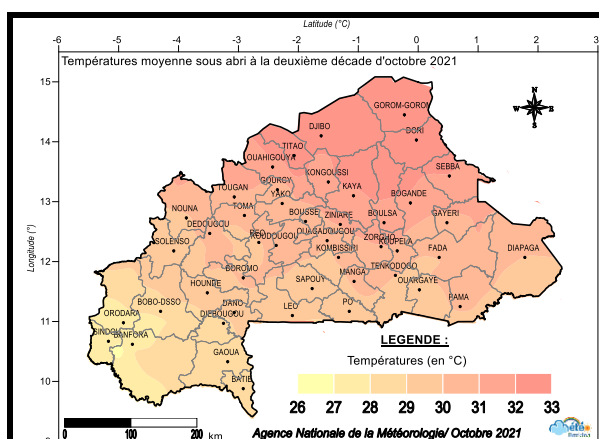 Latitude (°C)
-6 -5 -4 -3 -2 -1 0 1 2 3
Températures moyenne sous abri à la deuxième décade d'octobre 2021
15
GOROM-GOROM
N
W E
S
DJIBO
DORI
14
TITAO
OUAHIGOUYA
SEBBA
KONGOUSSI
GOURCY
TOUGAN
KAYA
YAKO
BOGANDE
13
NOUNA
TOMA
BOUSSE
ZINIARE
BOULSA
GAYERI
DEDOUGOU
REO
OUAGADOUGOU
KOUDOUGOU
ZORGHO
KOUPELA
SOLENSO
KOMBISSIRI
FADA
DIAPAGA
Longitude (°)
12
BOROMO
MANGA
TENKODOGO
HOUNDE
SAPOUY
OUARGAYE
BOBO-DSSO
DANO
LEO
PO
PAMA
ORODARA
DIEBOUGOU
11
SINDOU
BANFORA
LEGENDE :
GAOUA
Températures (en °C)
10
BATIE
26 27 28 29 30 31 32 33
0 100 200
km
Agence Nationale de la Météorologie/ Octobre 2021
été